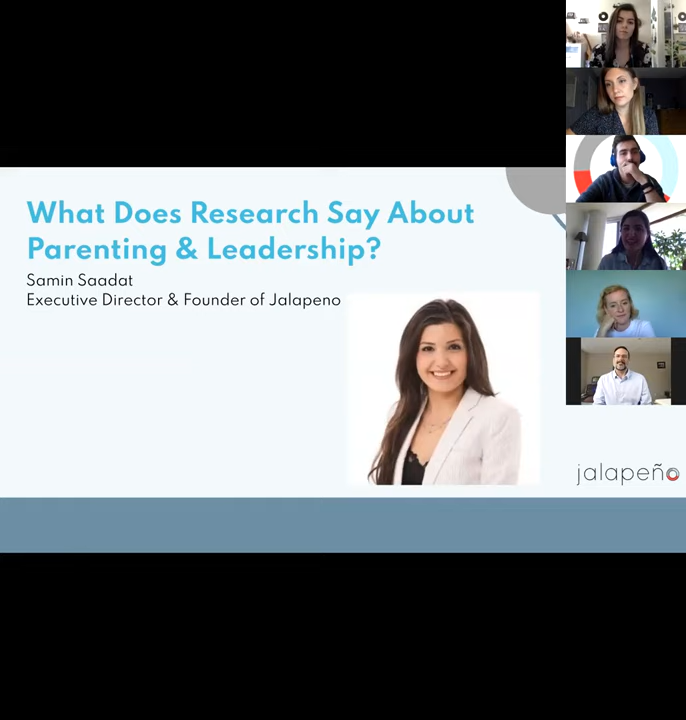 What Does Research Say About
Parenting & Leadership?
Samin Saadat
Executive Director & Founder of Jalapeno
jalapeño